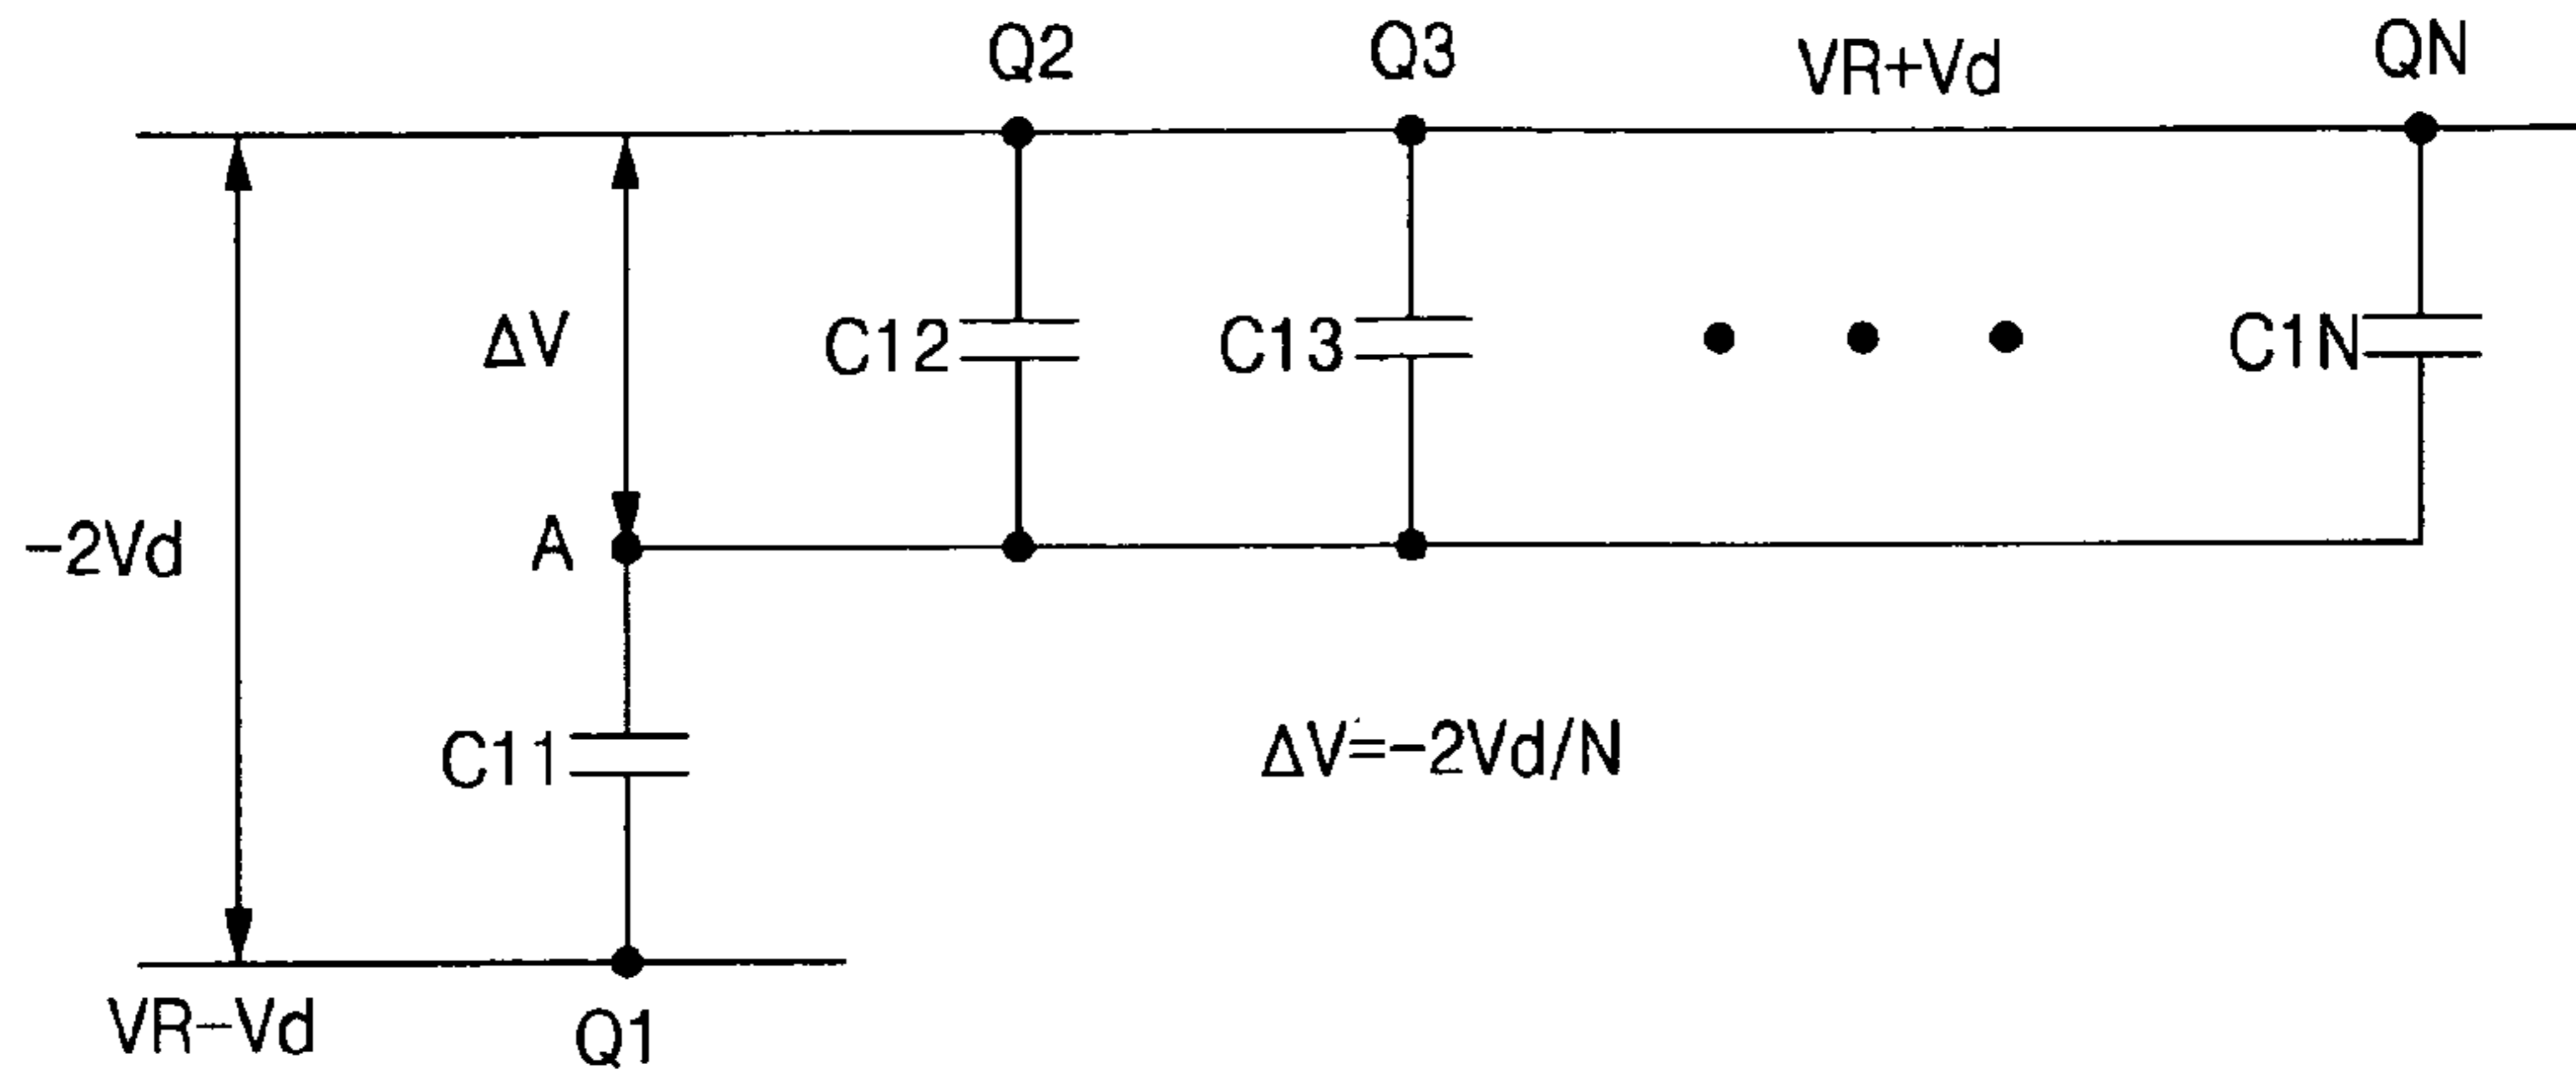 Q2 Q3 VR+Vd QN
ΔV C12 C13 C1N
-2Vd A
C11 ΔV=-2Vd/N
VR-Vd Q1